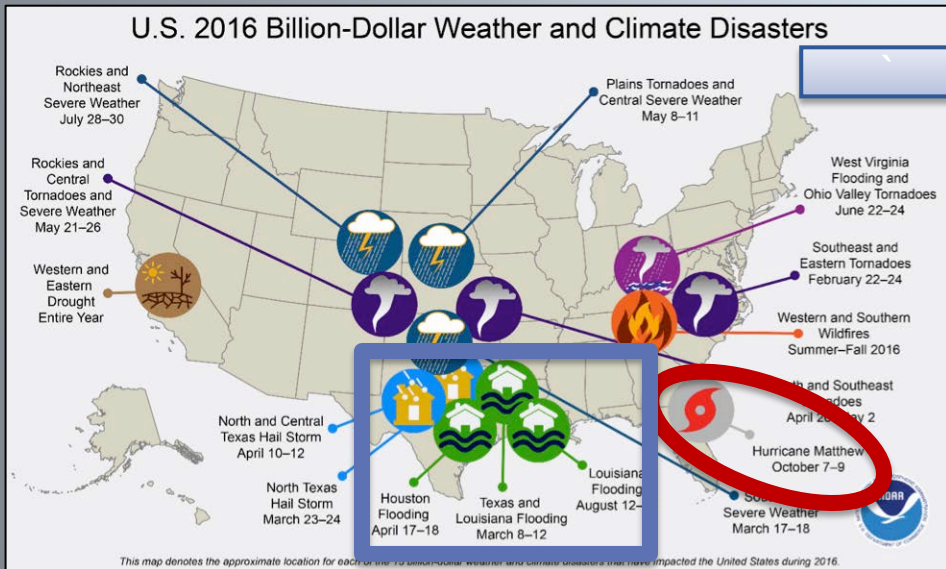 U.S. 2016 Billion-Dollar Weather and Climate Disasters
`
Rockies and
Northeast
Severe Weather
July 28–30
Plains Tornadoes and
Central Severe Weather
May 8–11
Rockies and
Central
Tornadoes and
Severe Weather
May 21–26
West Virginia
Flooding and
Ohio Valley Tornadoes
June 22–24
Southeast and
Eastern Tornadoes
February 22–24
Western and
Eastern
Drought
Entire Year
Western and Southern
Wildfires
Summer–Fall 2016
and Southeast
April 2
Hurricane Matthew
October 7–9
North and Central
Texas Hail Storm
April 10–12
North Texas
Hail Storm
March 23–24
Houston
Flooding
April 17–18
Texas and
Louisiana Flooding
March 8–12
Louisiana
Flooding
August 12–
Severe Weather
March 17–18
NOAA
This map denotes the approximate location for each of the 15 billion-dollar weather and climate disasters that have impacted the United States during 2016.